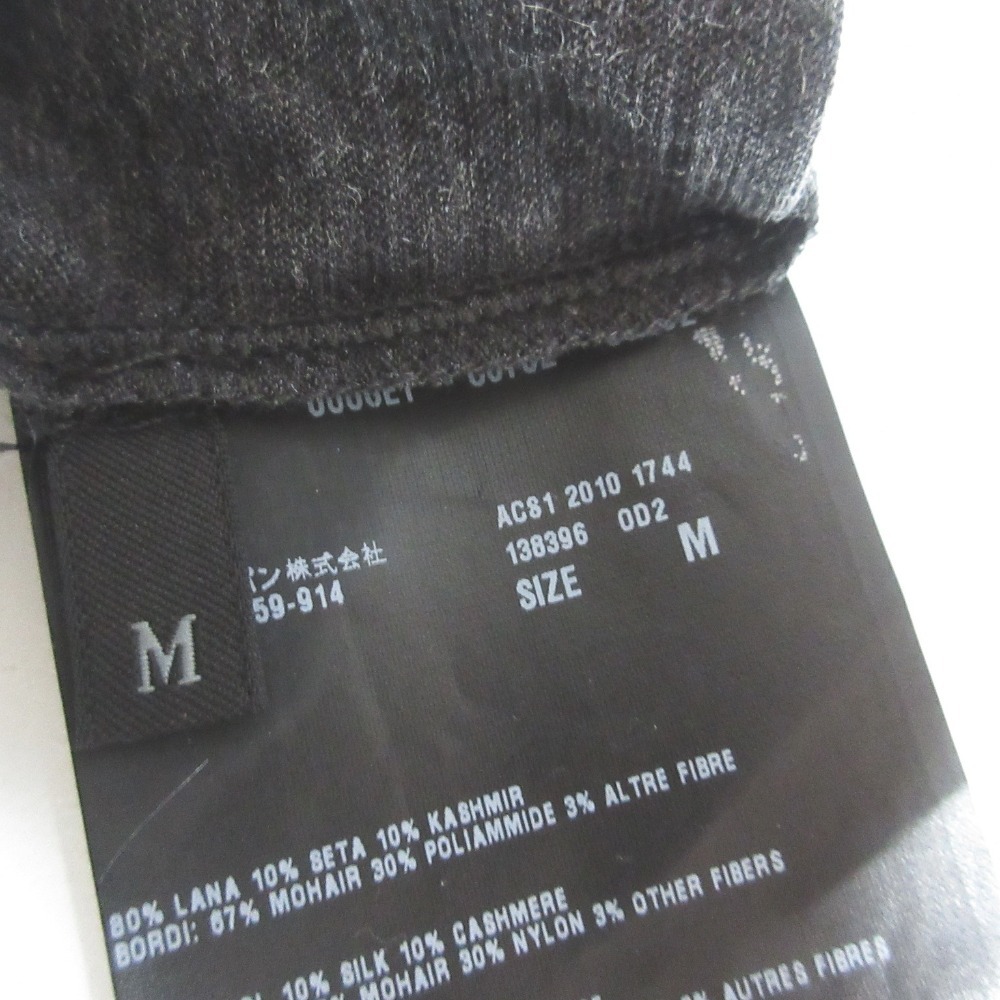 ACS1 2010 1744
138396 0D2
SIZE M
ン株式会社
59-914
M
80% LANA 10% SETA 10% KASHMIR
BORDI: 67% MOHAIR 30% POLIAMMIDE 3% ALTRE FIBRE
10% SILK 10% CASHMERE
MOHAIR 30% NYLON 3% OTHER FIBERS
AUTRES FIBRES